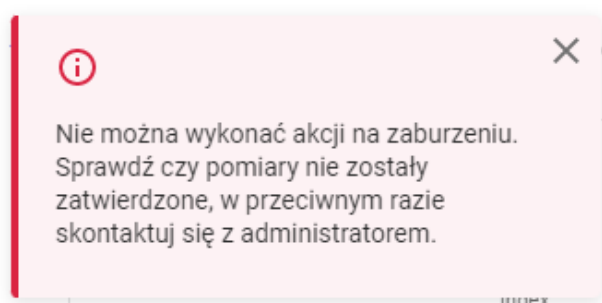 Nie można wykonać akcji na zaburzeniu.
Sprawdź czy pomiary nie zostały
zatwierdzone, w przeciwnym razie
skontaktuj się z administratorem.